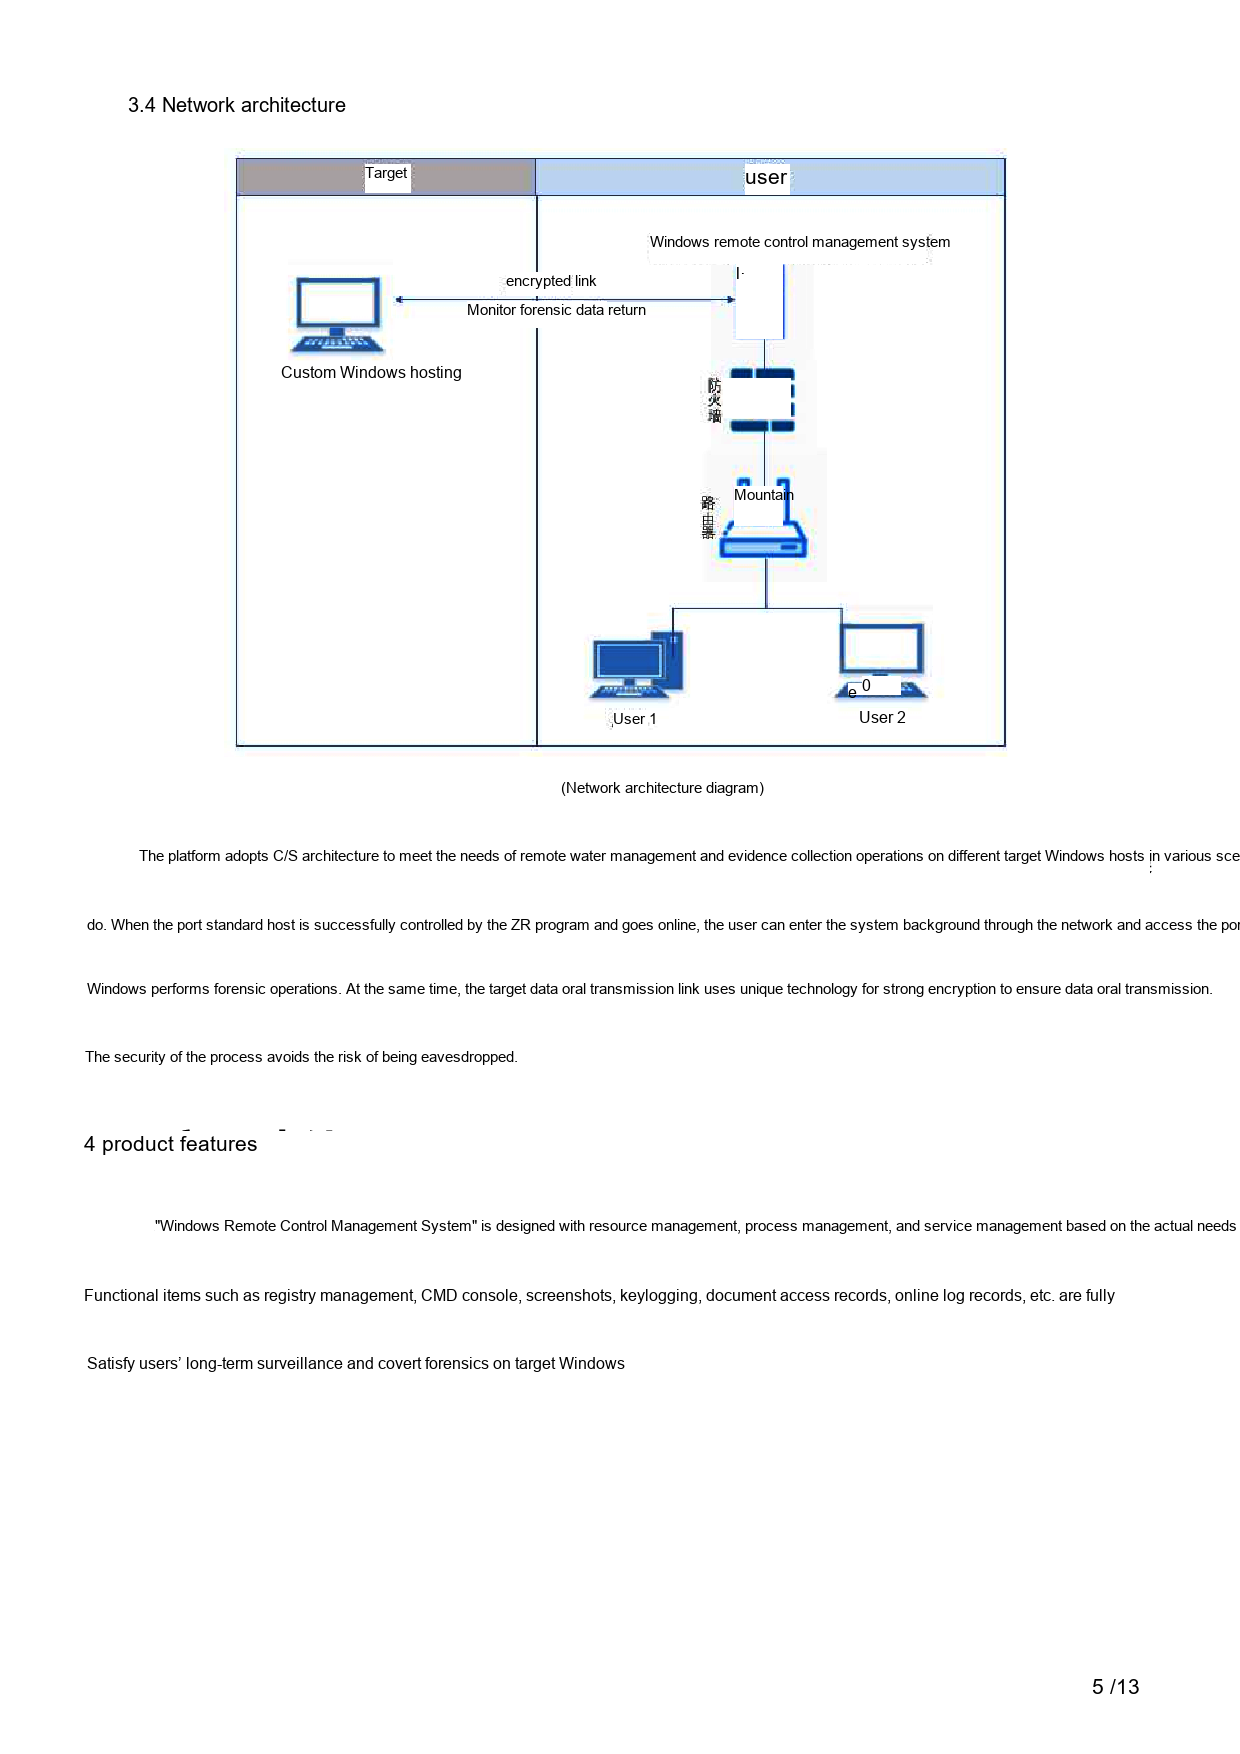 3.4 Network architecture
Target
user
Windows remote control management system
encrypted link
Monitor forensic data return
Custom Windows hosting
防火墙
Mountain
路由器
e 0
User 1
User 2
(Network architecture diagram)
The platform adopts C/S architecture to meet the needs of remote water management and evidence collection operations on different target Windows hosts in various sce
do. When the port standard host is successfully controlled by the ZR program and goes online, the user can enter the system background through the network and access the por
Windows performs forensic operations. At the same time, the target data oral transmission link uses unique technology for strong encryption to ensure data oral transmission.
The security of the process avoids the risk of being eavesdropped.
4 product features
"Windows Remote Control Management System" is designed with resource management, process management, and service management based on the actual needs
Functional items such as registry management, CMD console, screenshots, keylogging, document access records, online log records, etc. are fully
Satisfy users’ long-term surveillance and covert forensics on target Windows
5 /13